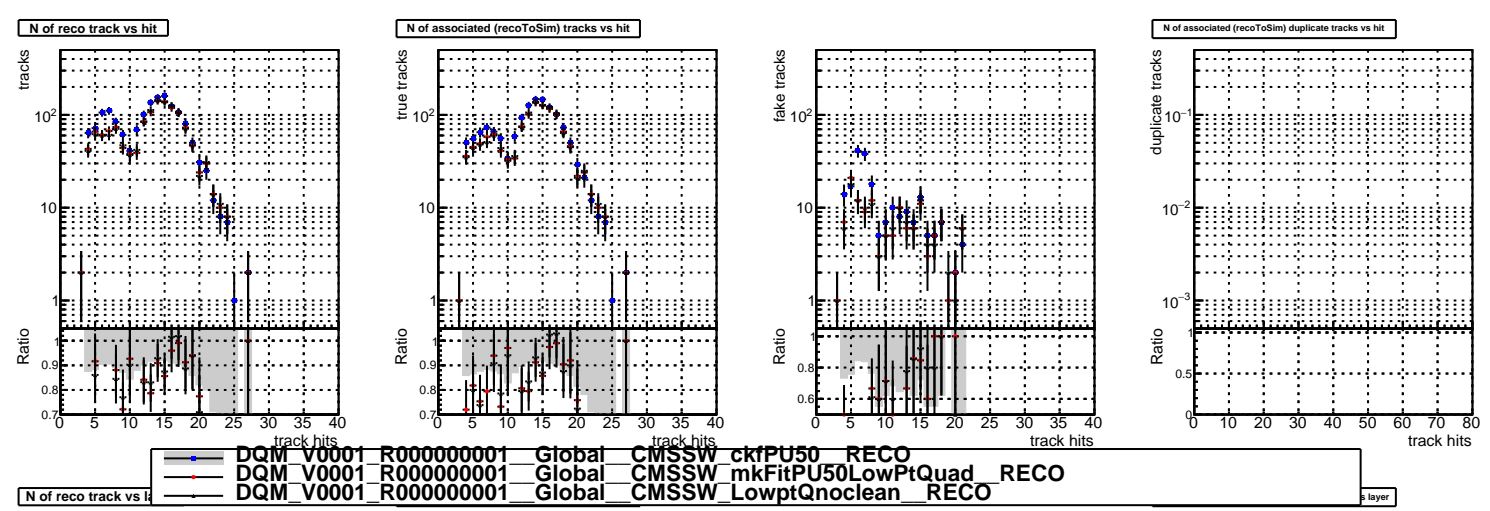 N of reco track vs hit
tracks
10²
10
1
Ratio
1
0.9
0.8
0.7
0 5 10 15 20 25 30 35 40
track hits
N of associated (recoToSim) tracks vs hit
true tracks
10²
10
1
Ratio
1
0.9
0.8
0.7
0 5 10 15 20 25 30 35 40
track hits
fake tracks
10²
10
1
Ratio
1
0.8
0.6
0 5 10 15 20 25 30 35 40
track hits
N of associated (recoToSim) duplicate tracks vs hit
duplicate tracks
10⁻¹
10⁻²
10⁻³
Ratio
1
0.5
0
0 10 20 30 40 50 60 70 80
track hits
DQM_V0001_R000000001__Global__CMSSW_ckfPU50__RECO
DQM_V0001_R000000001__Global__CMSSW_mkFitPU50LowPtQuad__RECO
DQM_V0001_R000000001__Global__CMSSW_LowptQnoclean__RECO
N of reco track vs la
s layer